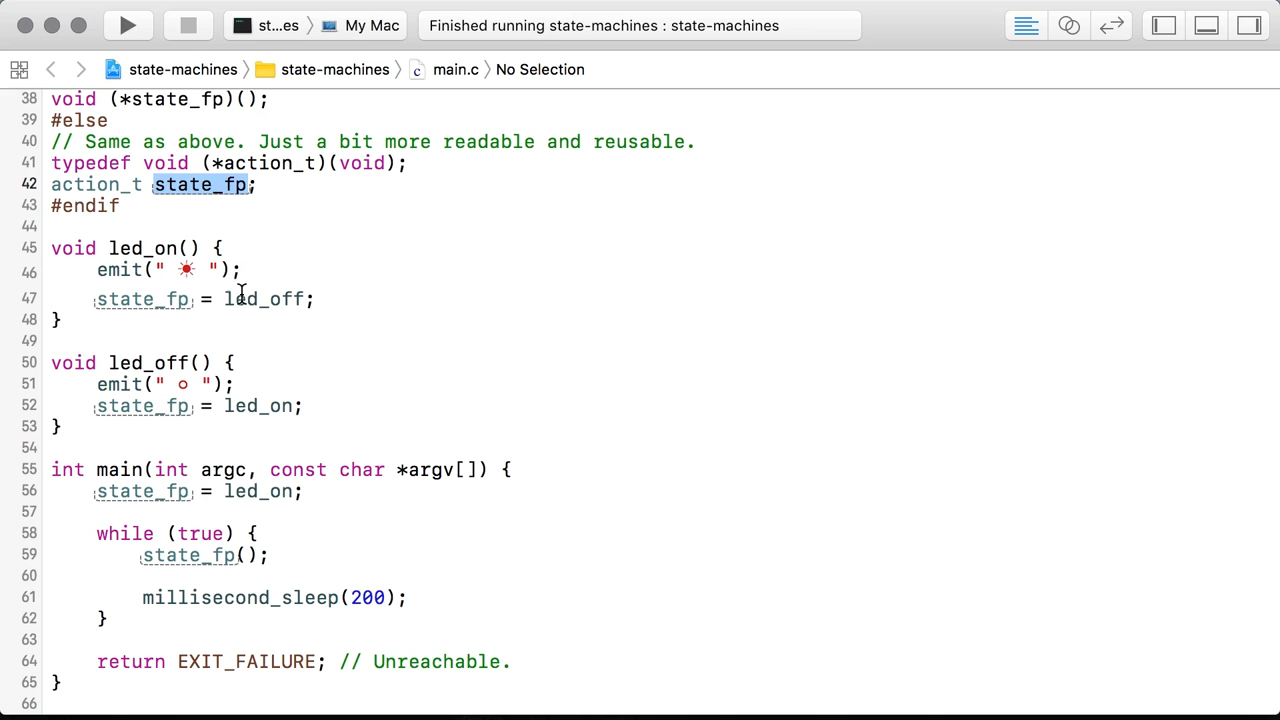 st...es 〉 My Mac
Finished running state-machines : state-machines
state-machines 〉 state-machines 〉 c main.c 〉 No Selection
38 void (*state_fp)();
39 #else
40 // Same as above. Just a bit more readable and reusable.
41 typedef void (*action_t)(void);
42 action_t state_fp;
43 #endif
44
45 void led_on() {
46     emit(" ☀ ");
47     state_fp = led_off;
48 }
49
50 void led_off() {
51     emit(" ○ ");
52     state_fp = led_on;
53 }
54
55 int main(int argc, const char *argv[]) {
56     state_fp = led_on;
57
58     while (true) {
59         state_fp();
60
61         millisecond_sleep(200);
62     }
63
64     return EXIT_FAILURE; // Unreachable.
65 }
66